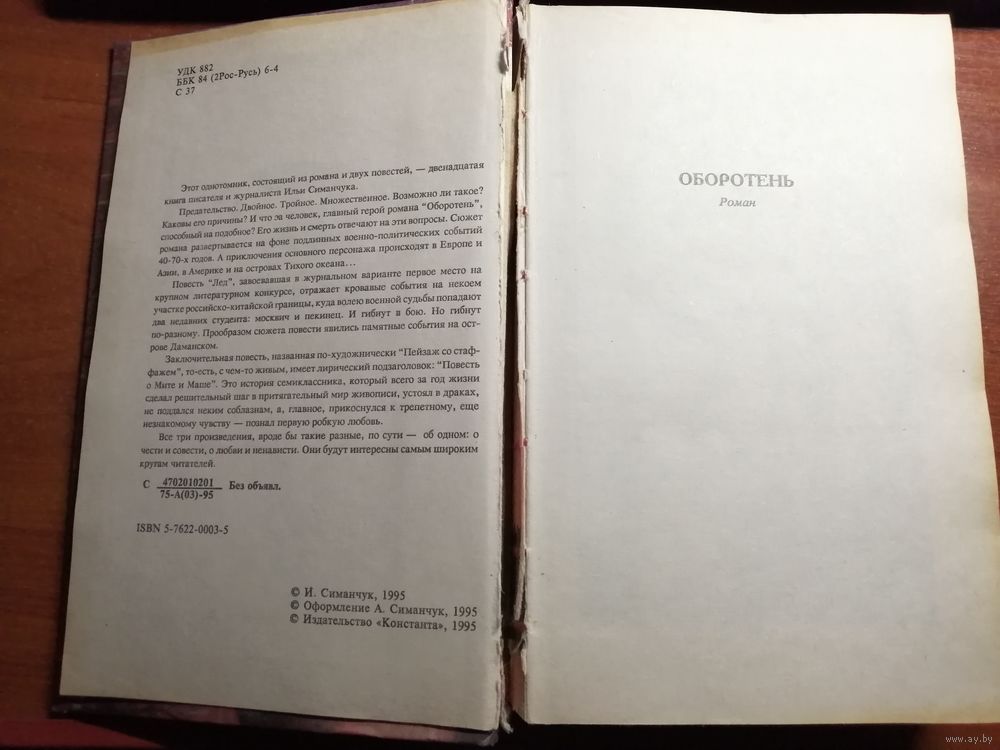 УДК 882
ББК 84 (2Рос-Русь) 6-4
С 37
Этот однотомник, состоящий из романа и двух повестей, — двенадцатая
книга писателя и журналиста Ильи Симанчука.
Предательство. Двойное. Тройное. Множественное. Возможно ли такое?
Каковы его причины? И что за человек, главный герой романа "Оборотень",
способный на подобное? Его жизнь и смерть отвечают на эти вопросы. Сюжет
романа развертывается на фоне подлинных военно-политических событий
40-70-х годов. А приключения основного персонажа происходят в Европе и
Азии, в Америке и на островах Тихого океана...
Повесть "Лед", завоевавшая в журнальном варианте первое место на
крупном литературном конкурсе, отражает кровавые события на некоем
участке российско-китайской границы, куда волею военной судьбы попадают
два недавних студента: москвич и пекинец. И гибнут в бою. Но гибнут
по-разному. Прообразом сюжета повести явились памятные события на ост-
рове Даманском.
Заключительная повесть, названная по-художнически "Пейзаж со стаф-
фажем", то-есть, с чем-то живым, имеет лирический подзаголовок: "Повесть
о Мите и Маше". Это история семиклассника, который всего за год жизни
сделал решительный шаг в притягательный мир живописи, устоял в драках,
не поддался неким соблазнам, а, главное, прикоснулся к трепетному, еще
незнакомому чувству — познал первую робкую любовь.
Все три произведения, вроде бы такие разные, по сути — об одном: о
чести и совести, о любви и ненависти. Они будут интересны самым широким
кругам читателей.
С 4702010201 Без объявл.
75-А(03)-95
ISBN 5-7622-0003-5
© И. Симанчук, 1995
© Оформление А. Симанчук, 1995
© Издательство «Константа», 1995
ОБОРОТЕНЬ
Роман
www.ay.by